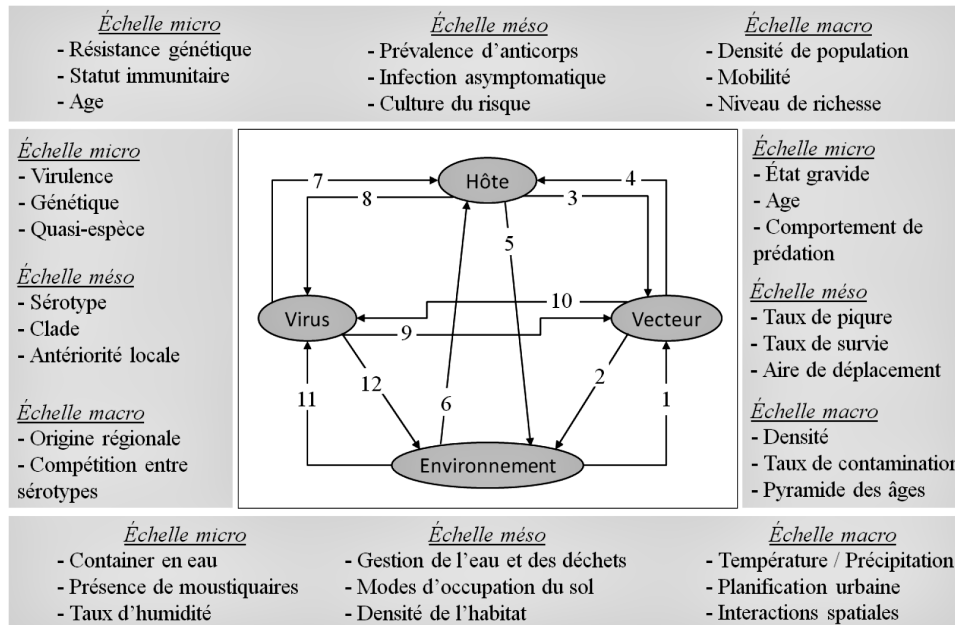 Échelle micro
- Résistance génétique
- Statut immunitaire
- Age
Échelle méso
- Prévalence d’anticorps
- Infection asymptomatique
- Culture du risque
Échelle macro
- Densité de population
- Mobilité
- Niveau de richesse
Échelle micro
- Virulence
- Génétique
- Quasi-espèce
Échelle méso
- Sérotype
- Clade
- Antériorité locale
Échelle macro
- Origine régionale
- Compétition entre
sérotypes
7
Hôte
4
8
3
5
10
Virus
Vecteur
9
12
2
11
6
1
Environnement
Échelle micro
- État gravide
- Age
- Comportement de
prédation
Échelle méso
- Taux de piqure
- Taux de survie
- Aire de déplacement
Échelle macro
- Densité
- Taux de contamination
- Pyramide des âges
Échelle micro
- Container en eau
- Présence de moustiquaires
- Taux d’humidité
Échelle méso
- Gestion de l’eau et des déchets
- Modes d’occupation du sol
- Densité de l’habitat
Échelle macro
- Température / Précipitation
- Planification urbaine
- Interactions spatiales